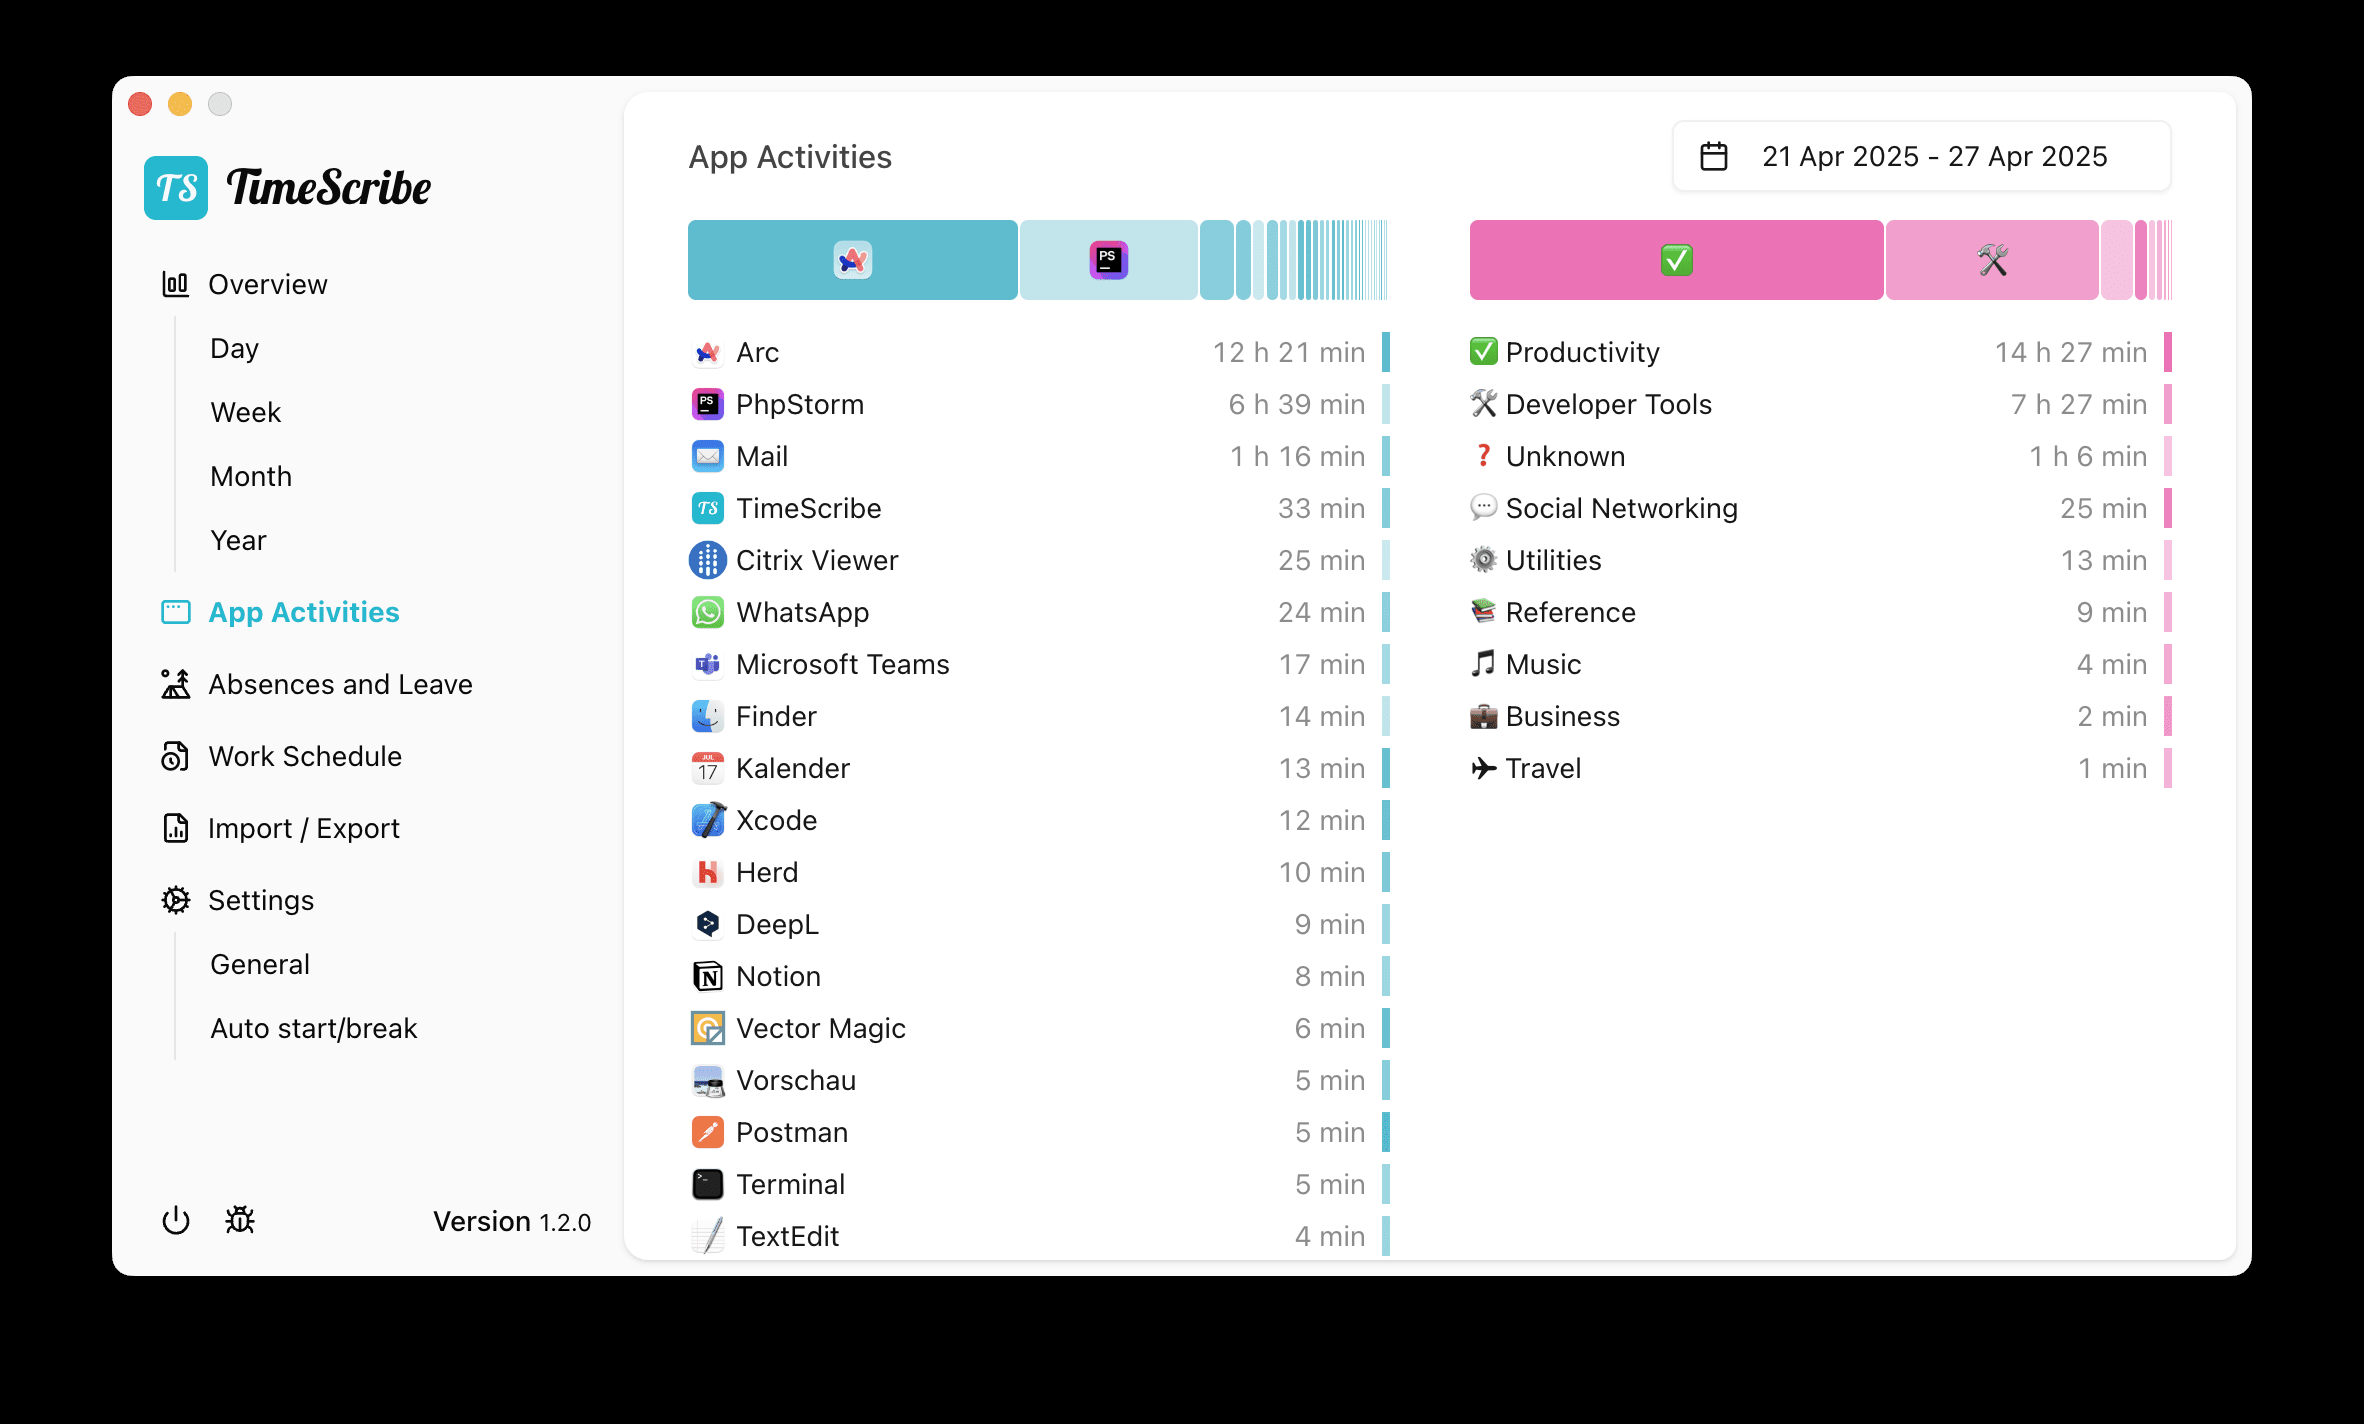 TS TimeScribe
Overview
Day
Week
Month
Year
App Activities
Absences and Leave
Work Schedule
Import / Export
Settings
General
Auto start/break
Version 1.2.0
App Activities
21 Apr 2025 - 27 Apr 2025
PS
Arc 12 h 21 min
PS PhpStorm 6 h 39 min
Mail 1 h 16 min
TS TimeScribe 33 min
Citrix Viewer 25 min
WhatsApp 24 min
Microsoft Teams 17 min
Finder 14 min
JUL 17 Kalender 13 min
Xcode 12 min
Herd 10 min
DeepL 9 min
Notion 8 min
Vector Magic 6 min
Vorschau 5 min
Postman 5 min
Terminal 5 min
TextEdit 4 min
Productivity 14 h 27 min
Developer Tools 7 h 27 min
Unknown 1 h 6 min
Social Networking 25 min
Utilities 13 min
Reference 9 min
Music 4 min
Business 2 min
Travel 1 min